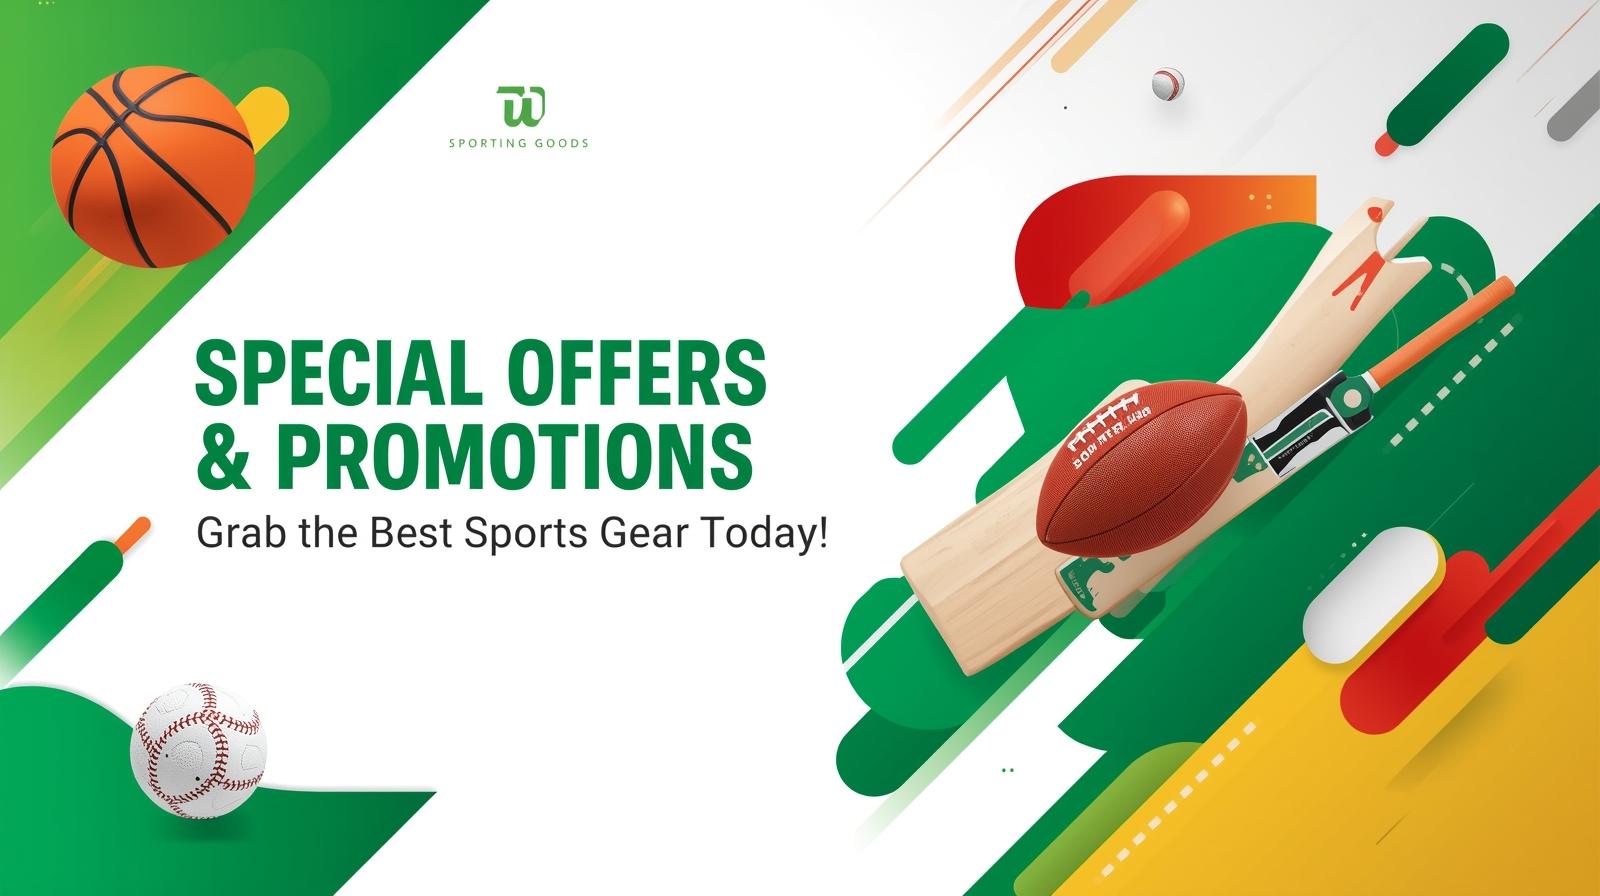 SPORTING GOODS
SPECIAL OFFERS
& PROMOTIONS
Grab the Best Sports Gear Today!